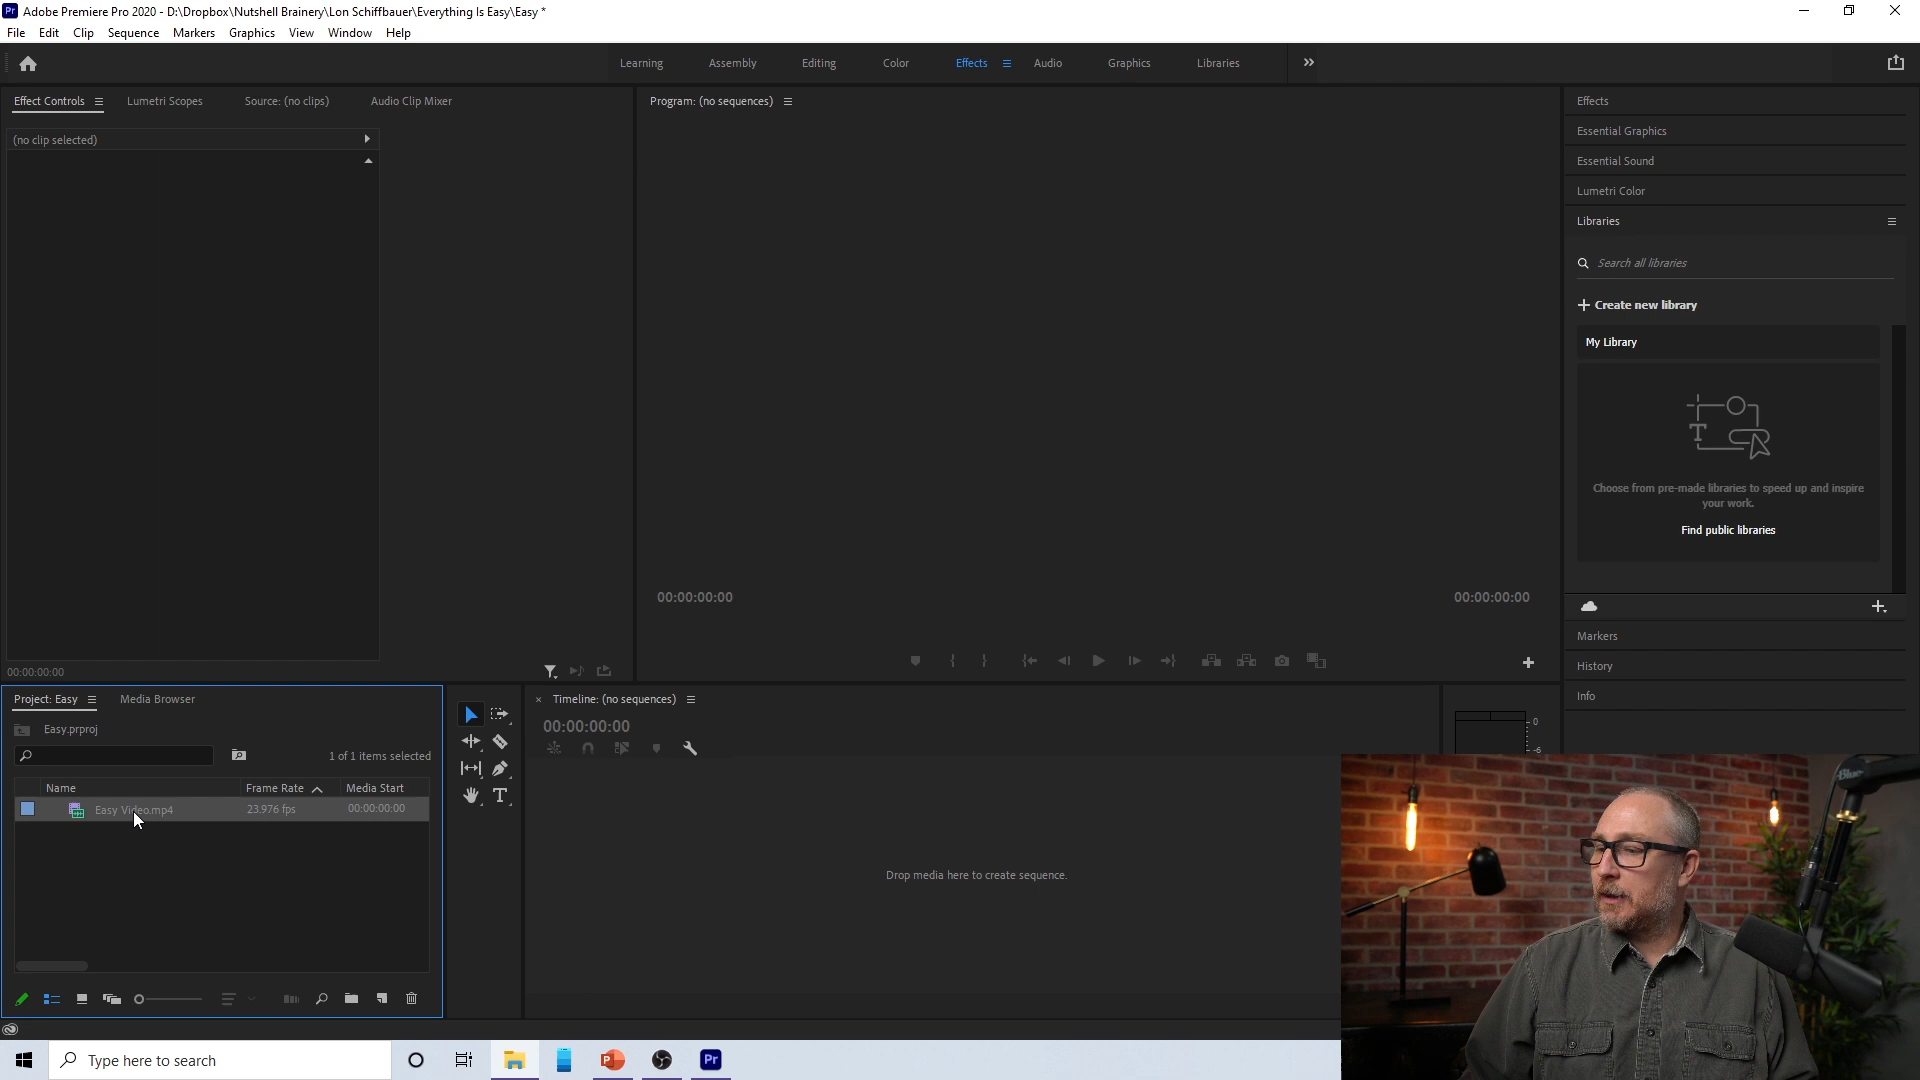 Pr Adobe Premiere Pro 2020 - D:\Dropbox\Nutshell Brainery\Lon Schiffbauer\Everything Is Easy\Easy *
File Edit Clip Sequence Markers Graphics View Window Help
Learning Assembly Editing Color Effects Audio Graphics Libraries
Effect Controls Lumetri Scopes Source: (no clips) Audio Clip Mixer
(no clip selected)
00:00:00:00
Program: (no sequences)
00:00:00:00 00:00:00:00
Effects
Essential Graphics
Essential Sound
Lumetri Color
Libraries
Search all libraries
Create new library
My Library
T
Choose from pre-made libraries to speed up and inspire
your work.
Find public libraries
Markers
History
Info
Project: Easy Media Browser
Easy.prproj
1 of 1 items selected
Name Frame Rate Media Start
Easy Video.mp4 23.976 fps 00:00:00:00
T
Timeline: (no sequences)
00:00:00:00
Drop media here to create sequence.
0
-6
Blue
Type here to search
P
Pr